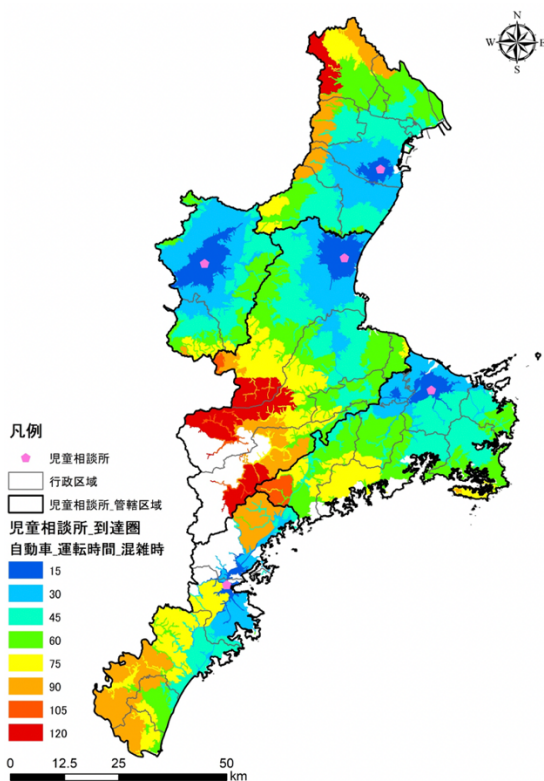 N
W E
S
凡例
児童相談所
行政区域
児童相談所_管轄区域
児童相談所_到達圏
自動車_運転時間_混雑時
15
30
45
60
75
90
105
120
0 12.5 25 50
km